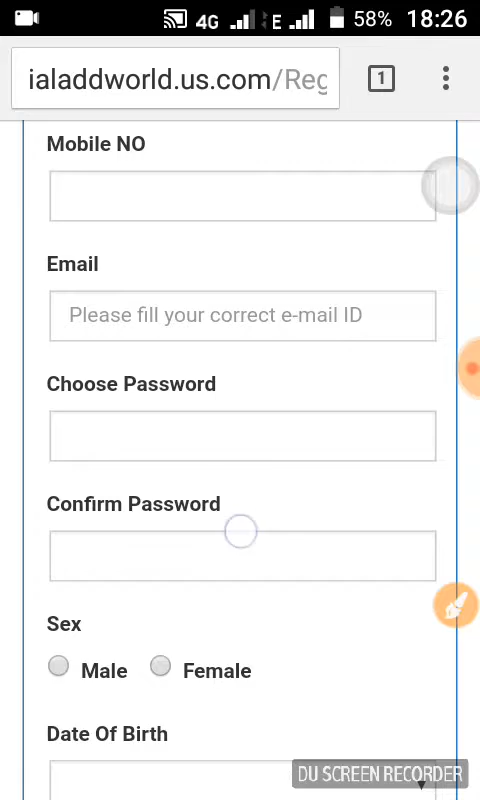 4G E 58% 18:26
ialaddworld.us.com/Reg
1
Mobile NO
Email
Please fill your correct e-mail ID
Choose Password
Confirm Password
Sex
Male Female
Date Of Birth
DU SCREEN RECORDER